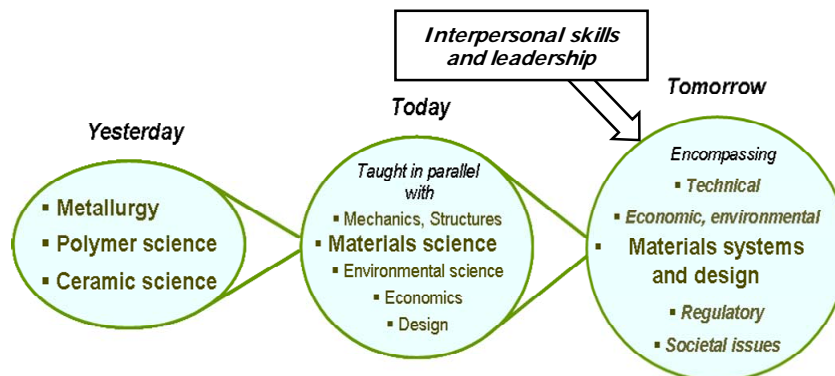 Interpersonal skills
and leadership
Yesterday
▪ Metallurgy
▪ Polymer science
▪ Ceramic science
Today
Taught in parallel
with
▪ Mechanics, Structures
▪ Materials science
▪ Environmental science
▪ Economics
▪ Design
Tomorrow
Encompassing
▪ Technical
▪ Economic, environmental
▪ Materials systems
and design
▪ Regulatory
▪ Societal issues